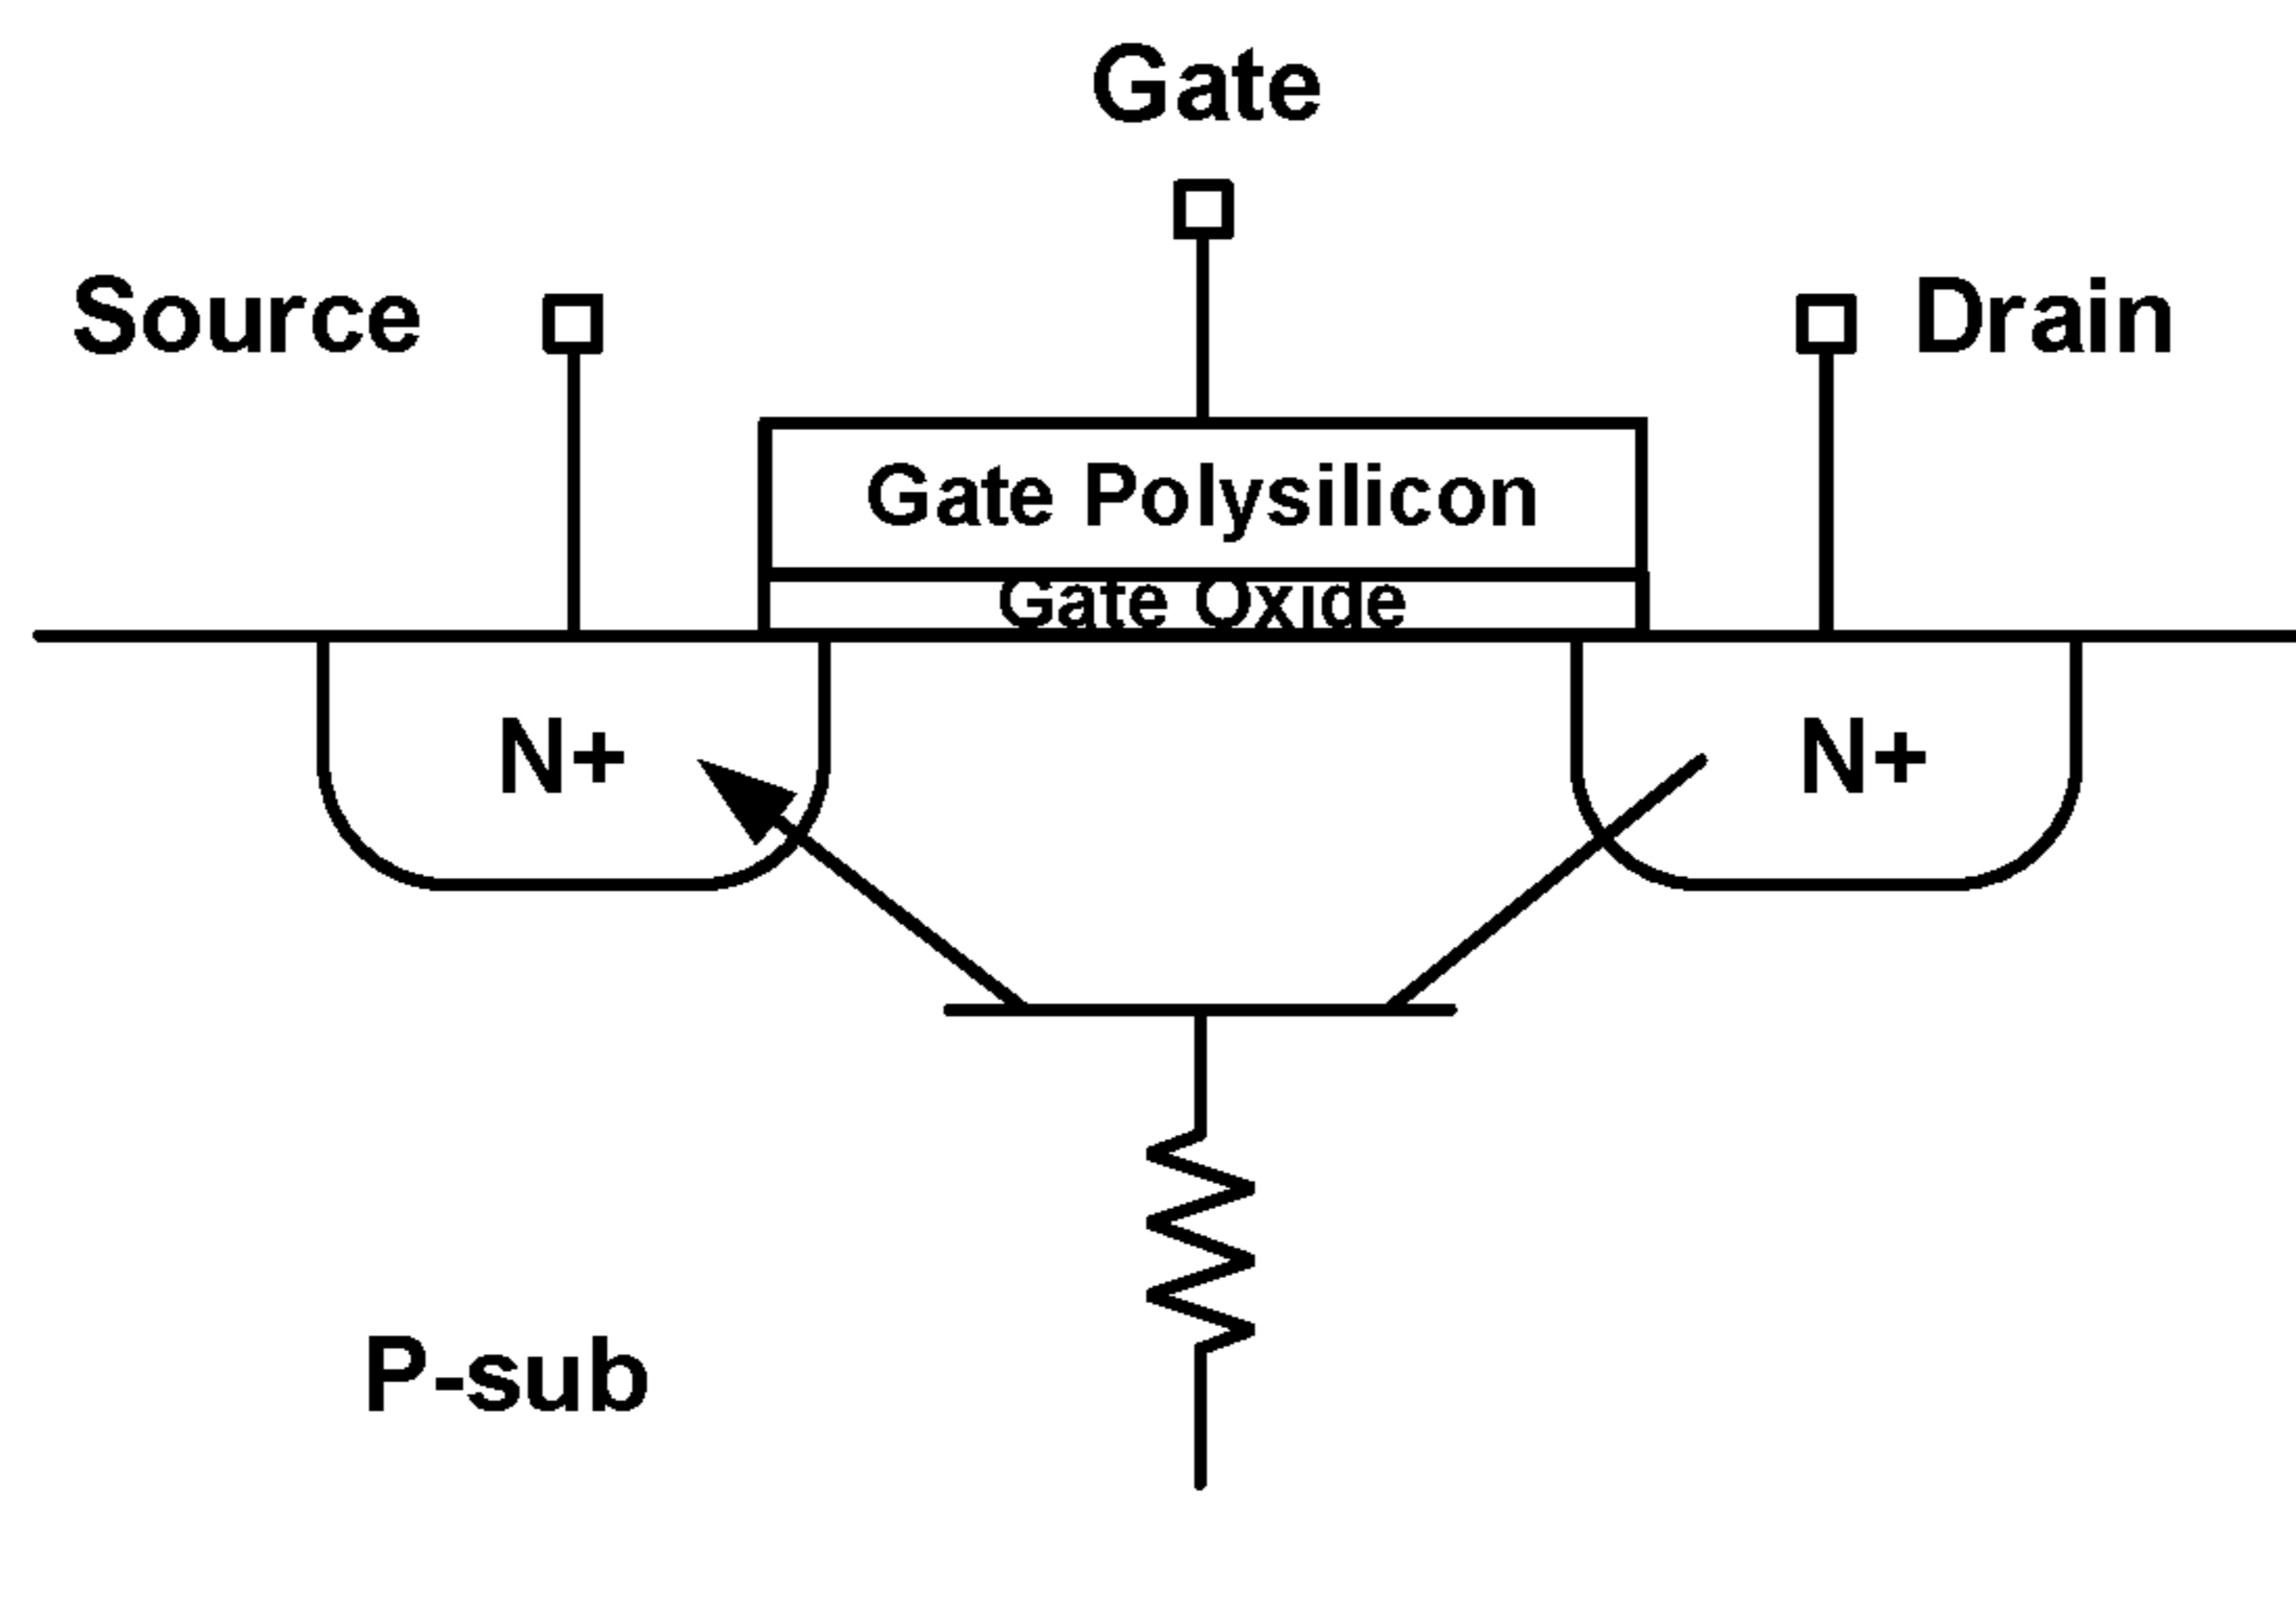 Gate
Source
Drain
Gate Polysilicon
Gate Oxide
N+
N+
P-sub